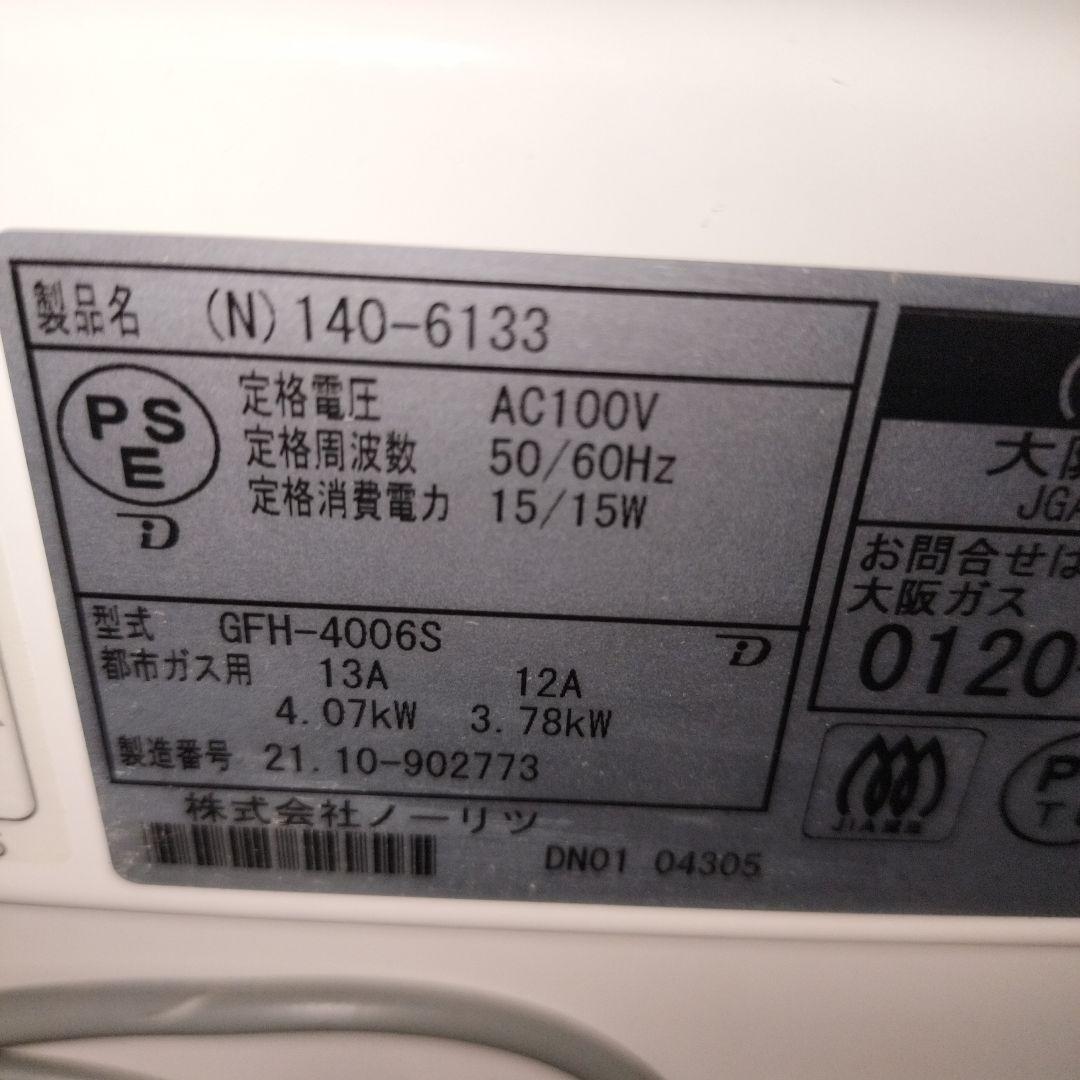 製品名 (N)140-6133
PS
E
定格電圧 AC100V
定格周波数 50/60Hz
定格消費電力 15/15W
型式 GFH-4006S
都市ガス用 13A 12A
4.07kW 3.78kW
製造番号 21.10-902773
株式会社ノーリツ
DN01 04305
大阪
JGA
お問合せは
大阪ガス
0120
JIA
P
T